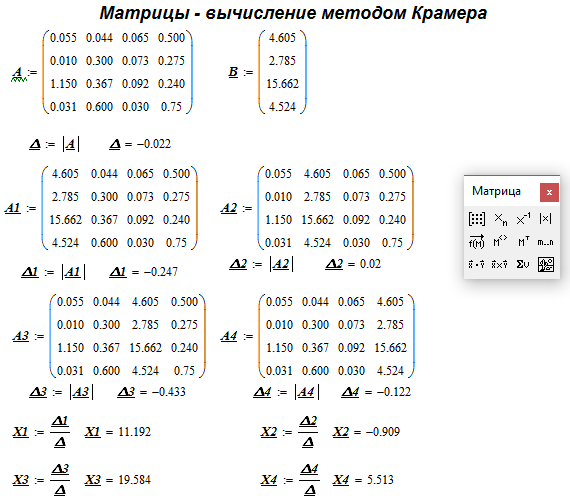 Матрицы - вычисление методом Крамера
A := (0.055 0.044 0.065 0.500 B := (4.605
0.010 0.300 0.073 0.275 2.785
1.150 0.367 0.092 0.240 15.662
0.031 0.600 0.030 0.75) 4.524)
Δ := |A| Δ = −0.022
A1 := (4.605 0.044 0.065 0.500 A2 := (0.055 4.605 0.065 0.500
2.785 0.300 0.073 0.275 0.010 2.785 0.073 0.275
15.662 0.367 0.092 0.240 1.150 15.662 0.092 0.240
4.524 0.600 0.030 0.75) 0.031 4.524 0.030 0.75)
Δ1 := |A1| Δ1 = −0.247 Δ2 := |A2| Δ2 = 0.02
A3 := (0.055 0.044 4.605 0.500 A4 := (0.055 0.044 0.065 4.605
0.010 0.300 2.785 0.275 0.010 0.300 0.073 2.785
1.150 0.367 15.662 0.240 1.150 0.367 0.092 15.662
0.031 0.600 4.524 0.75) 0.031 0.600 0.030 4.524)
Δ3 := |A3| Δ3 = −0.433 Δ4 := |A4| Δ4 = −0.122
X1 := Δ1/Δ X1 = 11.192 X2 := Δ2/Δ X2 = −0.909
X3 := Δ3/Δ X3 = 19.584 X4 := Δ4/Δ X4 = 5.513
Матрица x
[:::] Xn X⁻¹ |X|
f(M) M<> Mᵀ m..n
Συ